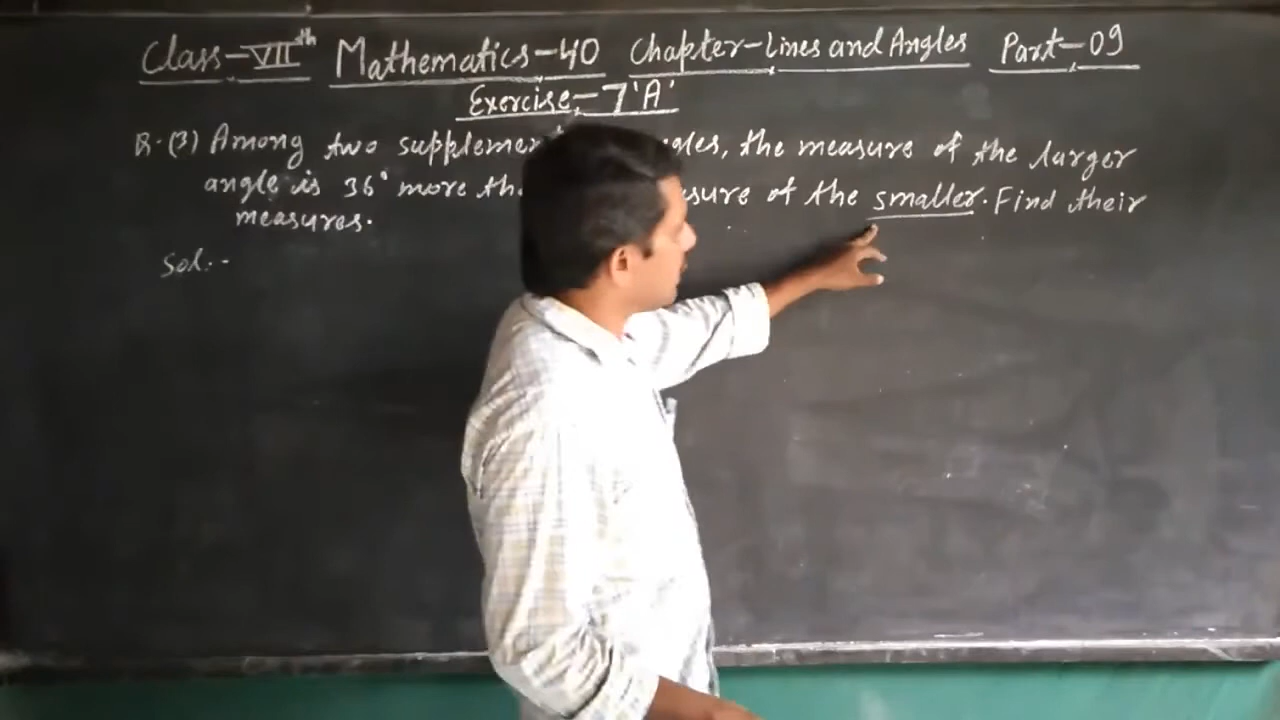 Class-VIIth Mathematics-40 Chapter-Lines and Angles Part-09
Exercise-7'A'
Q.(3) Among two supplemen gles, the measure of the larger
angle is 36° more th sure of the smaller. Find their
measures.
Sol:-